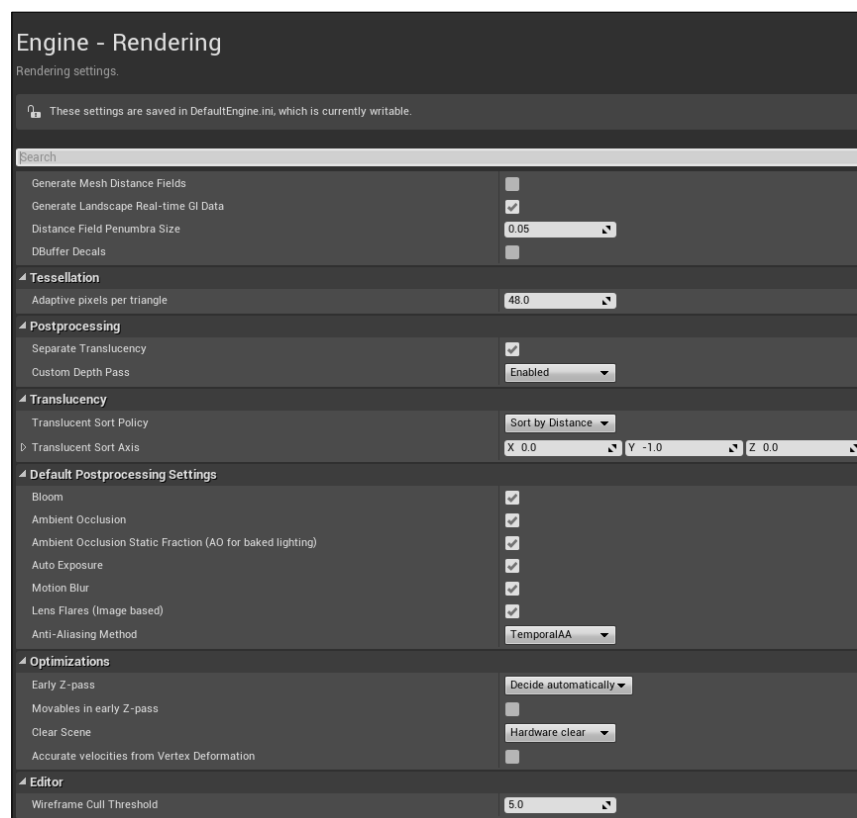 Engine - Rendering
Rendering settings.
These settings are saved in DefaultEngine.ini, which is currently writable.
Search
Generate Mesh Distance Fields
Generate Landscape Real-time GI Data
Distance Field Penumbra Size 0.05
DBuffer Decals
Tessellation
Adaptive pixels per triangle 48.0
Postprocessing
Separate Translucency
Custom Depth Pass Enabled
Translucency
Translucent Sort Policy Sort by Distance
Translucent Sort Axis X 0.0 Y -1.0 Z 0.0
Default Postprocessing Settings
Bloom
Ambient Occlusion
Ambient Occlusion Static Fraction (AO for baked lighting)
Auto Exposure
Motion Blur
Lens Flares (Image based)
Anti-Aliasing Method TemporalAA
Optimizations
Early Z-pass Decide automatically
Movables in early Z-pass
Clear Scene Hardware clear
Accurate velocities from Vertex Deformation
Editor
Wireframe Cull Threshold 5.0